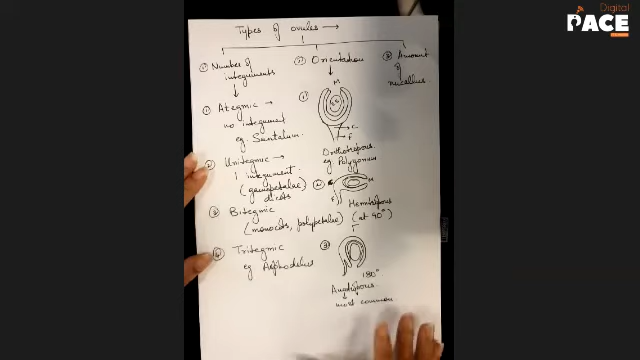 Digital
PACE
Types of ovules →
① Number of integuments
① Ategmic →
no integument
eg Santalum.
② Unitegmic →
1 integument
(gamopetalae)
dicots
③ Bitegmic
(monocots, polypetalae)
④ Tritegmic
eg Asphodelus
Orientation
①
M
C
F
Orthotropous
eg. Polygonum
M
F
Hemitropous
(at 90°)
③
180°
Anatropous
most common
③ Amount of nucellus